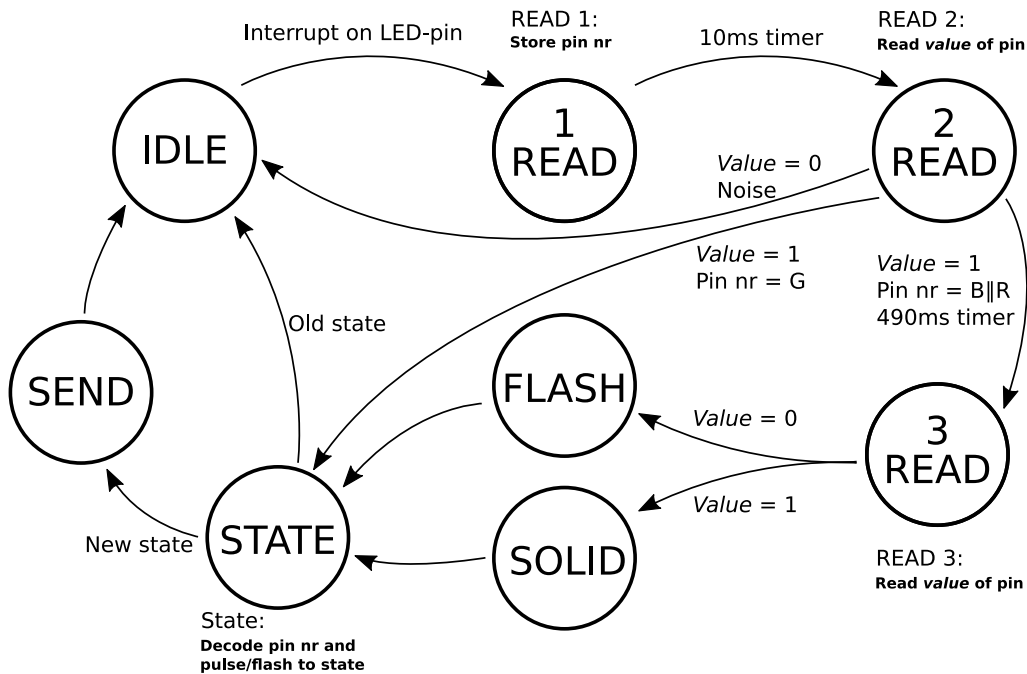 READ 1:
Store pin nr
READ 2:
Read value of pin
Interrupt on LED-pin
10ms timer
IDLE
1
READ
2
READ
Value = 0
Noise
Value = 1
Pin nr = G
Value = 1
Pin nr = B||R
490ms timer
Old state
SEND
FLASH
Value = 0
3
READ
Value = 1
New state
STATE
SOLID
READ 3:
Read value of pin
State:
Decode pin nr and
pulse/flash to state